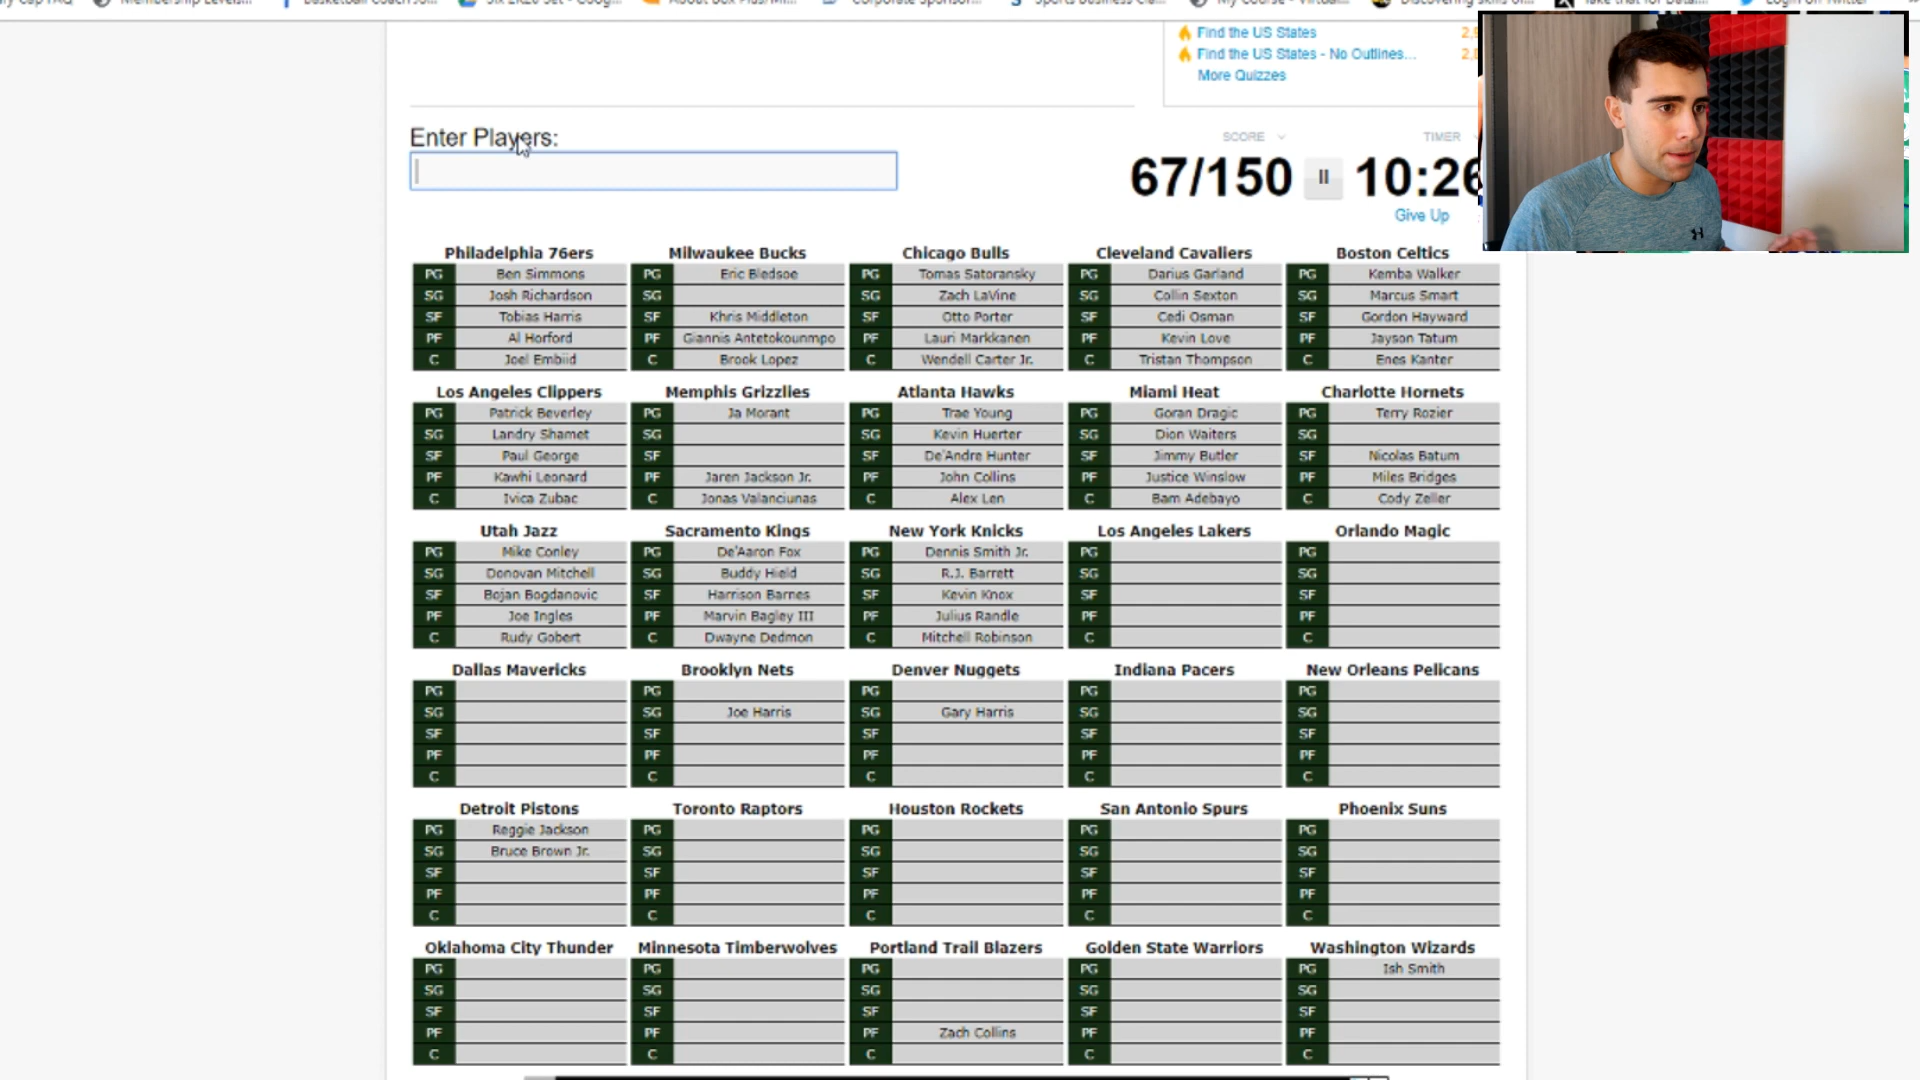 Membership Levels...
Find the US States
Find the US States - No Outlines...
More Quizzes
Enter Players:
SCORE
TIMER
67/150
10:26
Give Up
Philadelphia 76ers
PG Ben Simmons
SG Josh Richardson
SF Tobias Harris
PF Al Horford
C Joel Embiid
Milwaukee Bucks
PG Eric Bledsoe
SG
SF Khris Middleton
PF Giannis Antetokounmpo
C Brook Lopez
Chicago Bulls
PG Tomas Satoransky
SG Zach LaVine
SF Otto Porter
PF Lauri Markkanen
C Wendell Carter Jr.
Cleveland Cavaliers
PG Darius Garland
SG Collin Sexton
SF Cedi Osman
PF Kevin Love
C Tristan Thompson
Boston Celtics
PG Kemba Walker
SG Marcus Smart
SF Gordon Hayward
PF Jayson Tatum
C Enes Kanter
Los Angeles Clippers
PG Patrick Beverley
SG Landry Shamet
SF Paul George
PF Kawhi Leonard
C Ivica Zubac
Memphis Grizzlies
PG Ja Morant
SG
SF
PF Jaren Jackson Jr.
C Jonas Valanciunas
Atlanta Hawks
PG Trae Young
SG Kevin Huerter
SF De'Andre Hunter
PF John Collins
C Alex Len
Miami Heat
PG Goran Dragic
SG Dion Waiters
SF Jimmy Butler
PF Justice Winslow
C Bam Adebayo
Charlotte Hornets
PG Terry Rozier
SG
SF Nicolas Batum
PF Miles Bridges
C Cody Zeller
Utah Jazz
PG Mike Conley
SG Donovan Mitchell
SF Bojan Bogdanovic
PF Joe Ingles
C Rudy Gobert
Sacramento Kings
PG De'Aaron Fox
SG Buddy Hield
SF Harrison Barnes
PF Marvin Bagley III
C Dwayne Dedmon
New York Knicks
PG Dennis Smith Jr.
SG R.J. Barrett
SF Kevin Knox
PF Julius Randle
C Mitchell Robinson
Los Angeles Lakers
PG
SG
SF
PF
C
Orlando Magic
PG
SG
SF
PF
C
Dallas Mavericks
PG
SG
SF
PF
C
Brooklyn Nets
PG
SG Joe Harris
SF
PF
C
Denver Nuggets
PG
SG Gary Harris
SF
PF
C
Indiana Pacers
PG
SG
SF
PF
C
New Orleans Pelicans
PG
SG
SF
PF
C
Detroit Pistons
PG Reggie Jackson
SG Bruce Brown Jr.
SF
PF
C
Toronto Raptors
PG
SG
SF
PF
C
Houston Rockets
PG
SG
SF
PF
C
San Antonio Spurs
PG
SG
SF
PF
C
Phoenix Suns
PG
SG
SF
PF
C
Oklahoma City Thunder
PG
SG
SF
PF
C
Minnesota Timberwolves
PG
SG
SF
PF
C
Portland Trail Blazers
PG
SG
SF
PF Zach Collins
C
Golden State Warriors
PG
SG
SF
PF
C
Washington Wizards
PG Ish Smith
SG
SF
PF
C